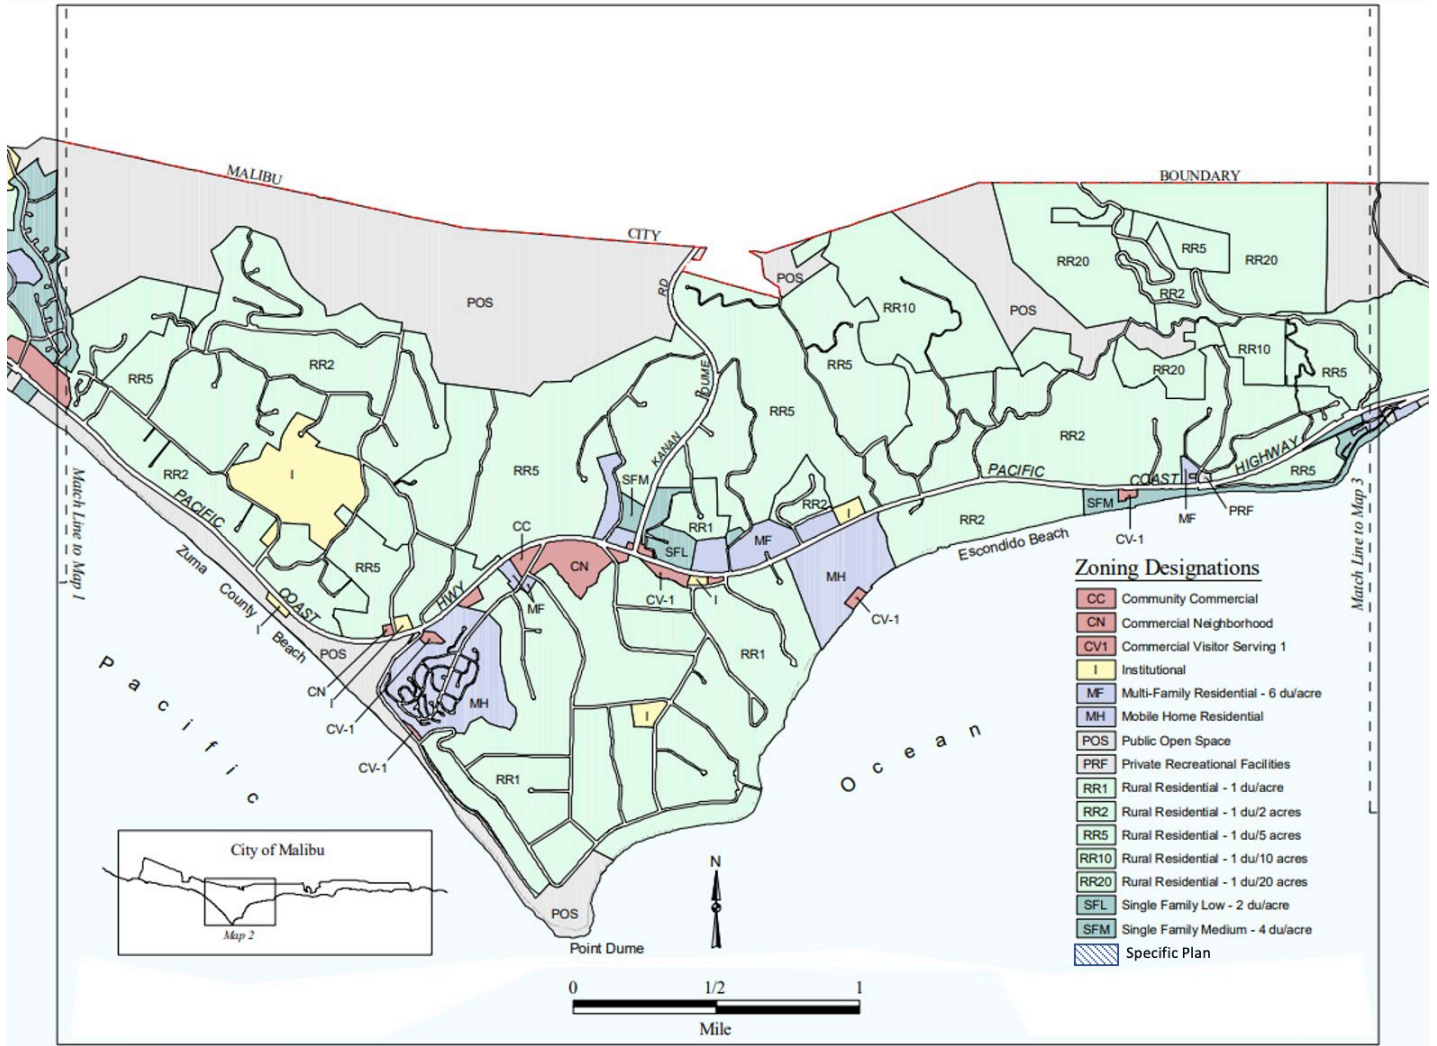 MALIBU
BOUNDARY
CITY
RR5
RR20
RR20
POS
RD
RR2
POS
RR10
POS
RR10
RR2
RR5
RR20
RR5
DUME
RR5
RR5
RR2
KANAN
HIGHWAY
RR2
I
RR5
PACIFIC
COAST
RR5
SFM
PACIFIC
RR2
SFM
I
PRF
CC
RR1
MF
RR2
CV-1
Escondido Beach
MF
SFL
Zuma
County
Beach
Match Line to Map 1
Match Line to Map 3
RR5
CN
MH
COAST
HWY
MF
CV-1
I
CV-1
I
POS
RR1
CN
I
MH
CV-1
I
CV-1
RR1
Pacific
Ocean
POS
Point Dume
Zoning Designations
CC Community Commercial
CN Commercial Neighborhood
CV1 Commercial Visitor Serving 1
I Institutional
MF Multi-Family Residential - 6 du/acre
MH Mobile Home Residential
POS Public Open Space
PRF Private Recreational Facilities
RR1 Rural Residential - 1 du/acre
RR2 Rural Residential - 1 du/2 acres
RR5 Rural Residential - 1 du/5 acres
RR10 Rural Residential - 1 du/10 acres
RR20 Rural Residential - 1 du/20 acres
SFL Single Family Low - 2 du/acre
SFM Single Family Medium - 4 du/acre
Specific Plan
City of Malibu
Map 2
N
0 1/2 1
Mile